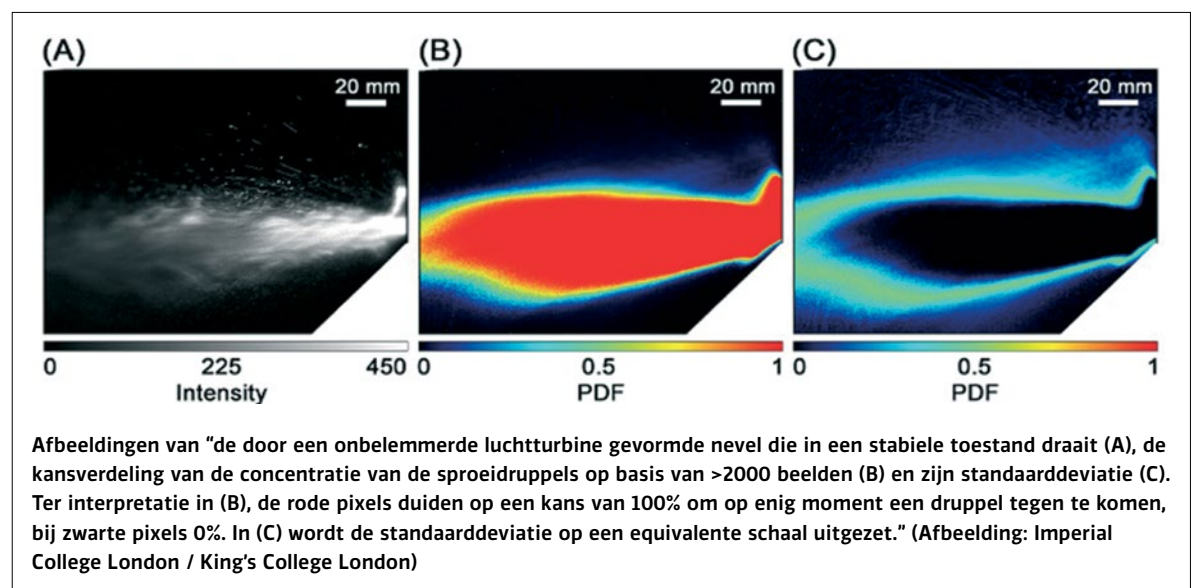 (A) (B) (C)
20 mm 20 mm 20 mm
0 225 450 0 0.5 1 0 0.5 1
Intensity PDF PDF
Afbeeldingen van “de door een onbelemmerde luchtturbine gevormde nevel die in een stabiele toestand draait (A), de
kansverdeling van de concentratie van de sproeidruppels op basis van >2000 beelden (B) en zijn standaarddeviatie (C).
Ter interpretatie in (B), de rode pixels duiden op een kans van 100% om op enig moment een druppel tegen te komen,
bij zwarte pixels 0%. In (C) wordt de standaarddeviatie op een equivalente schaal uitgezet.” (Afbeelding: Imperial
College London / King’s College London)